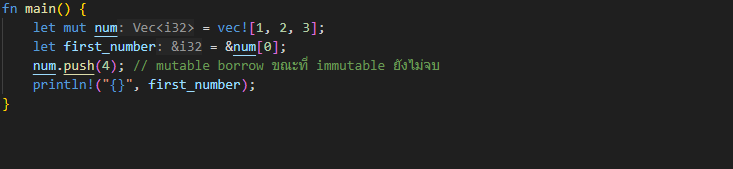 fn main() {
    let mut num: Vec<i32> = vec![1, 2, 3];
    let first_number: &i32 = &num[0];
    num.push(4); // mutable borrow ขณะที่ immutable ยังไม่จบ
    println!("{}", first_number);
}